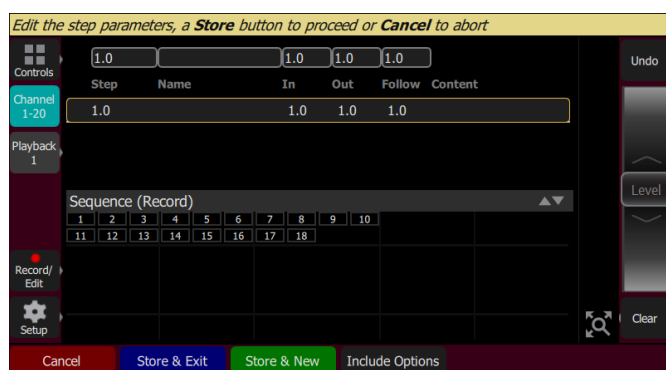 Edit the step parameters, a Store button to proceed or Cancel to abort
Controls
1.0 1.0 1.0 1.0
Undo
Step Name In Out Follow Content
Channel
1-20
1.0 1.0 1.0 1.0
Playback
1
Level
Sequence (Record)
1 2 3 4 5 6 7 8 9 10
11 12 13 14 15 16 17 18
Record/
Edit
Setup
Clear
Cancel Store & Exit Store & New Include Options